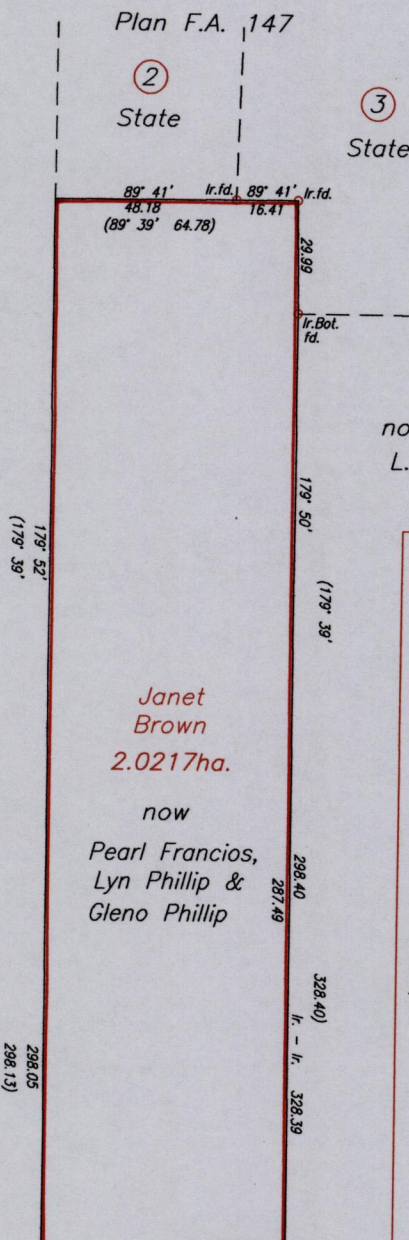 Plan F.A. 147
2
State
3
State
89° 41'
48.18
(89° 39' 64.78)
Ir.fd.
89° 41'
16.41
Ir.fd.
29.99
Ir.Bot.
fd.
no
L.
179° 50'
(179° 39'
179° 52'
(179° 39'
Janet
Brown
2.0217ha.
now
Pearl Francios,
Lyn Phillip &
Gleno Phillip
298.40
287.49
328.40)
Ir. - Ir. 328.39
298.05
298.13)